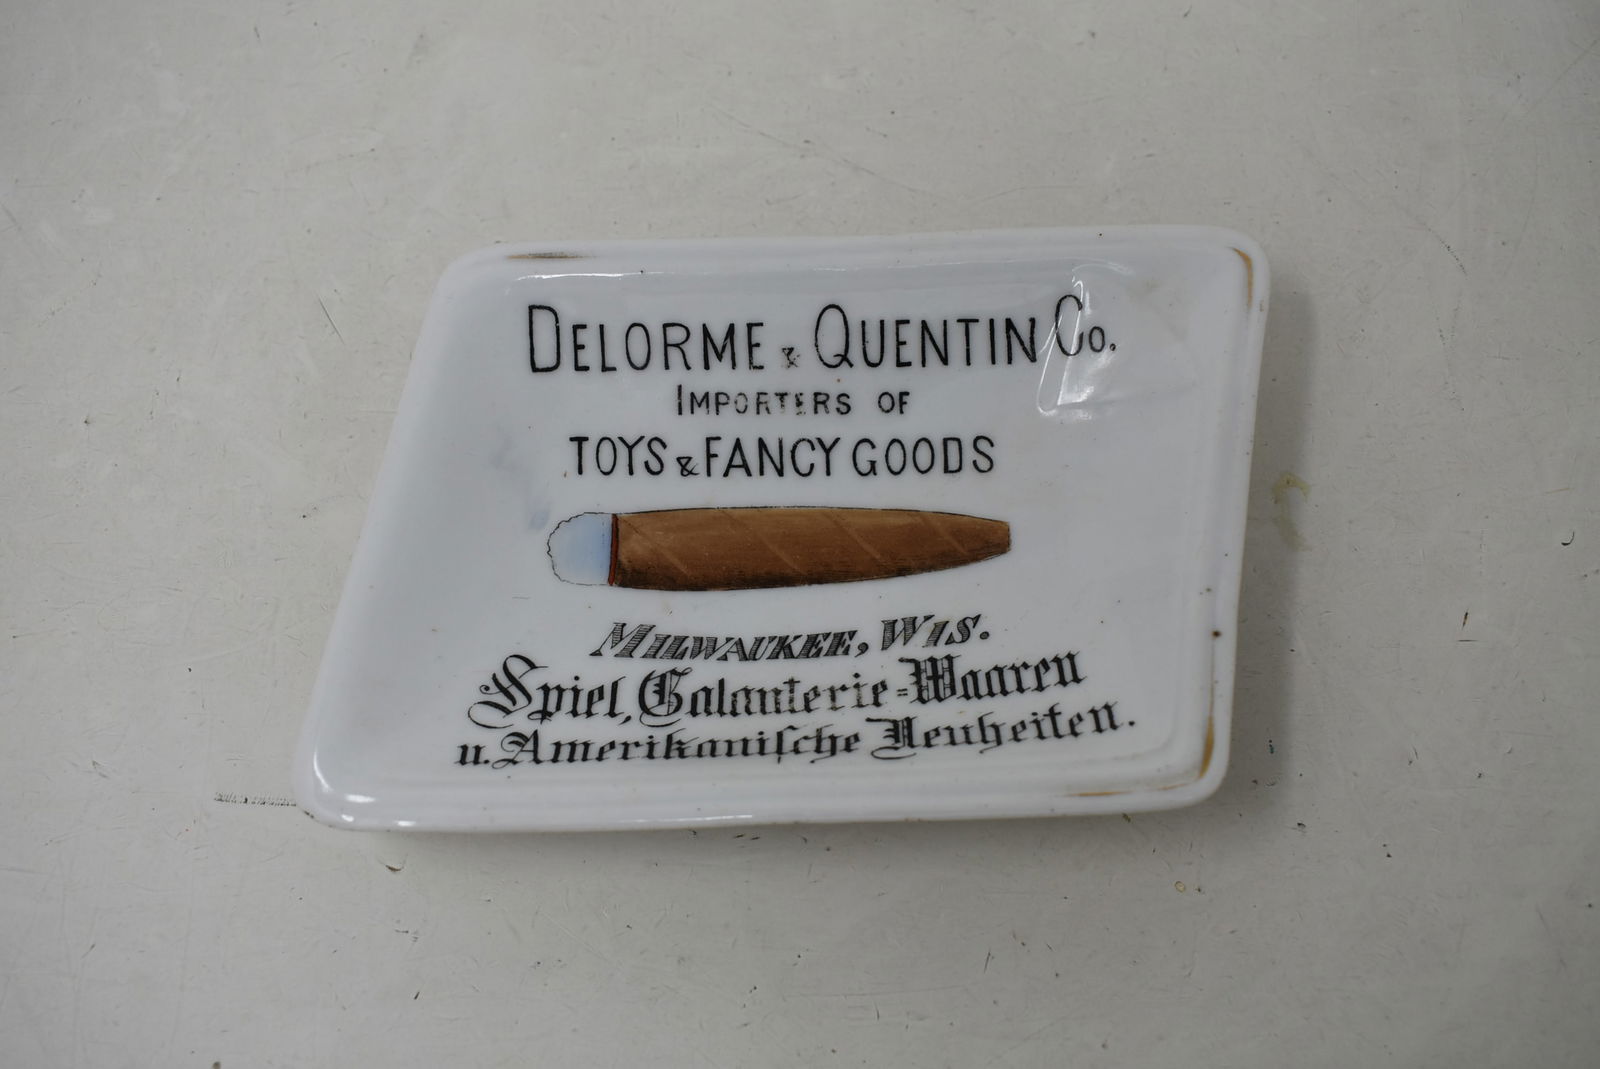 DELORME & QUENTIN CO.
IMPORTERS OF
TOYS & FANCY GOODS
MILWAUKEE, WIS.
Spiel, Galanterie=Waaren
u. Amerikanische Neuheiten.